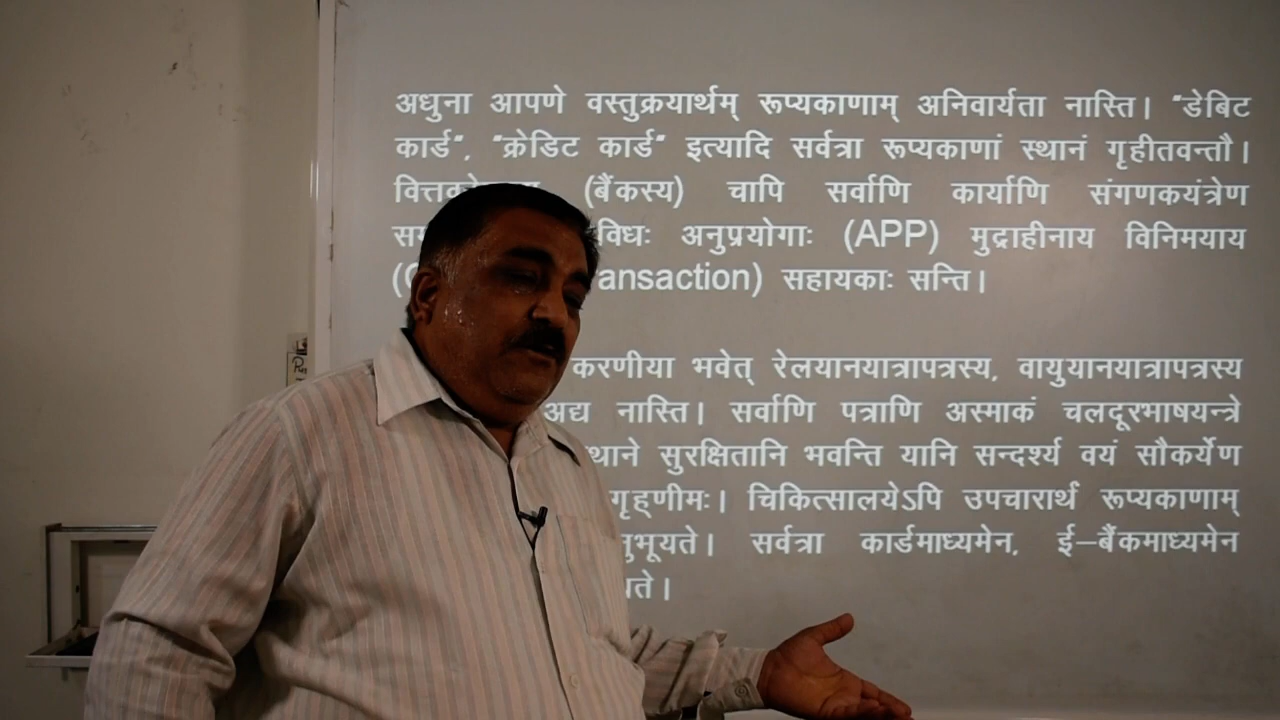 अधुना आपणे वस्तुक्रयार्थम् रूप्यकाणाम् अनिवार्यता नास्ति। "डेबिट
कार्ड", "क्रेडिट कार्ड" इत्यादि सर्वत्रा रूप्यकाणां स्थानं गृहीतवन्तौ।
(बैंकस्य) चापि सर्वाणि कार्याणि संगणकयंत्रेण
अनुप्रयोगाः (APP) मुद्राहीनाय विनिमयाय
सहायकाः सन्ति।
करणीया भवेत् रेलयानयात्रापत्रस्य, वायुयानयात्रापत्रस्य
अद्य नास्ति। सर्वाणि पत्राणि अस्माकं चलदूरभाषयन्त्रे
सुरक्षितानि भवन्ति यानि सन्दर्श्य वयं सौकर्येण
गृह्णीमः। चिकित्सालयेऽपि उपचारार्थं रूप्यकाणाम्
सर्वत्रा कार्डमाध्यमेन, ई–बैंकमाध्यमेन